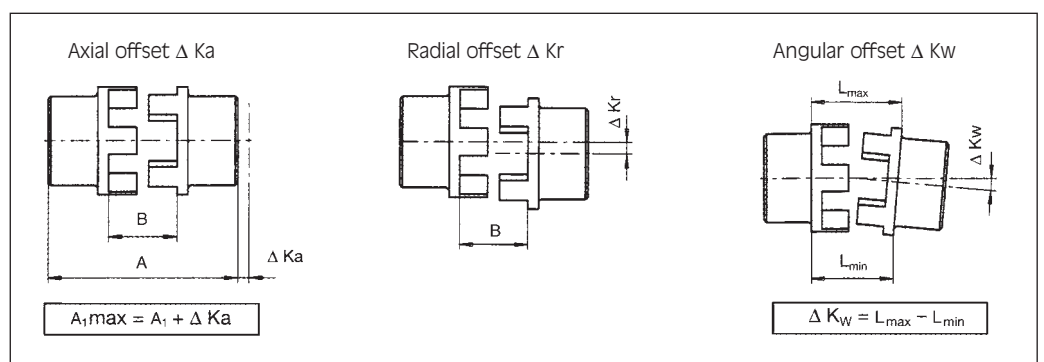 Axial offset Δ Ka
B
A
Δ Ka
A₁max = A₁ + Δ Ka
Radial offset Δ Kr
Δ Kr
B
Angular offset Δ Kw
Lmax
Δ Kw
Lmin
Δ KW = Lmax – Lmin